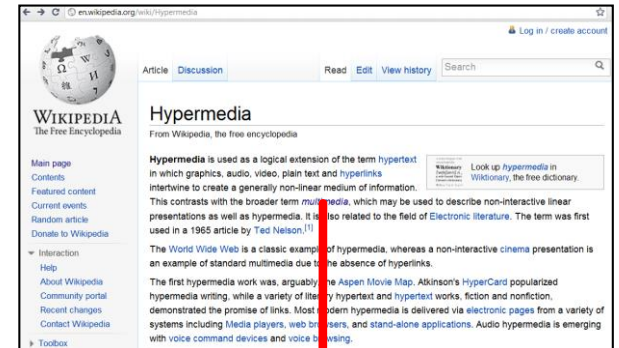 en.wikipedia.org/wiki/Hypermedia
Log in / create account
Article Discussion Read Edit View history Search
WIKIPEDIA
The Free Encyclopedia
Main page
Contents
Featured content
Current events
Random article
Donate to Wikipedia
Interaction
Help
About Wikipedia
Community portal
Recent changes
Contact Wikipedia
Toolbox
Hypermedia
From Wikipedia, the free encyclopedia
Hypermedia is used as a logical extension of the term hypertext
in which graphics, audio, video, plain text and hyperlinks
intertwine to create a generally non-linear medium of information.
Look up hypermedia in
Wiktionary, the free dictionary.
This contrasts with the broader term multimedia, which may be used to describe non-interactive linear
presentations as well as hypermedia. It is also related to the field of Electronic literature. The term was first
used in a 1965 article by Ted Nelson.[1]
The World Wide Web is a classic example of hypermedia, whereas a non-interactive cinema presentation is
an example of standard multimedia due to the absence of hyperlinks.
The first hypermedia work was, arguably, the Aspen Movie Map. Atkinson's HyperCard popularized
hypermedia writing, while a variety of literary hypertext and hypertext works, fiction and nonfiction,
demonstrated the promise of links. Most modern hypermedia is delivered via electronic pages from a variety of
systems including Media players, web browsers, and stand-alone applications. Audio hypermedia is emerging
with voice command devices and voice browsing.